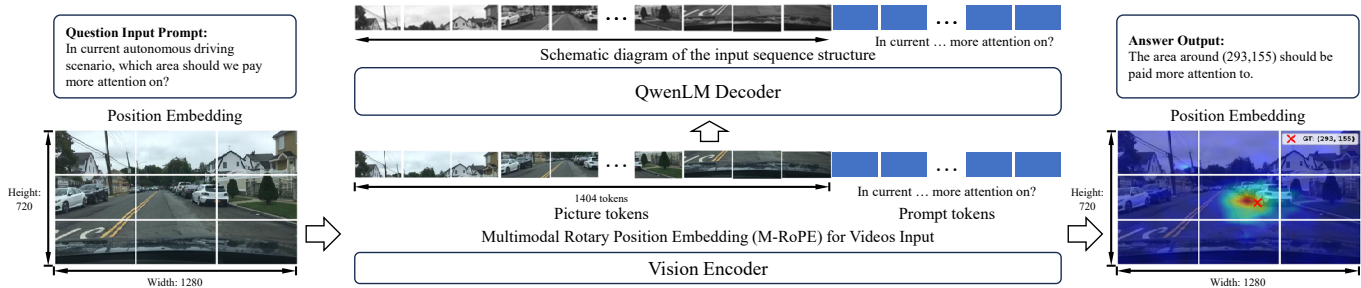 Question Input Prompt:
In current autonomous driving
scenario, which area should we pay
more attention on?
Position Embedding
Height:
720
Width: 1280
...
In current ... more attention on?
Schematic diagram of the input sequence structure
QwenLM Decoder
...
...
In current ... more attention on?
1404 tokens
Picture tokens
Prompt tokens
Multimodal Rotary Position Embedding (M-RoPE) for Videos Input
Vision Encoder
Answer Output:
The area around (293,155) should be
paid more attention to.
Position Embedding
GT: (293, 155)
Height:
720
Width: 1280